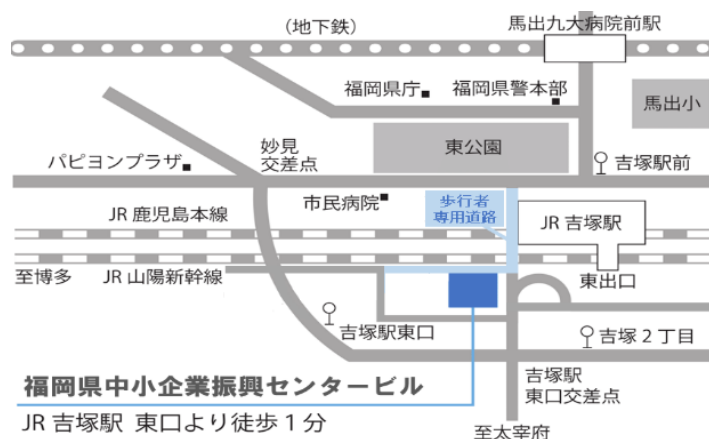 （地下鉄）
馬出九大病院前駅
福岡県庁
福岡県警本部
馬出小
妙見
交差点
東公園
パピヨンプラザ
吉塚駅前
市民病院
歩行者
専用道路
JR 鹿児島本線
JR 吉塚駅
至博多
JR 山陽新幹線
東出口
吉塚駅東口
吉塚 2 丁目
福岡県中小企業振興センタービル
吉塚駅
東口交差点
JR 吉塚駅 東口より徒歩 1 分
至太宰府